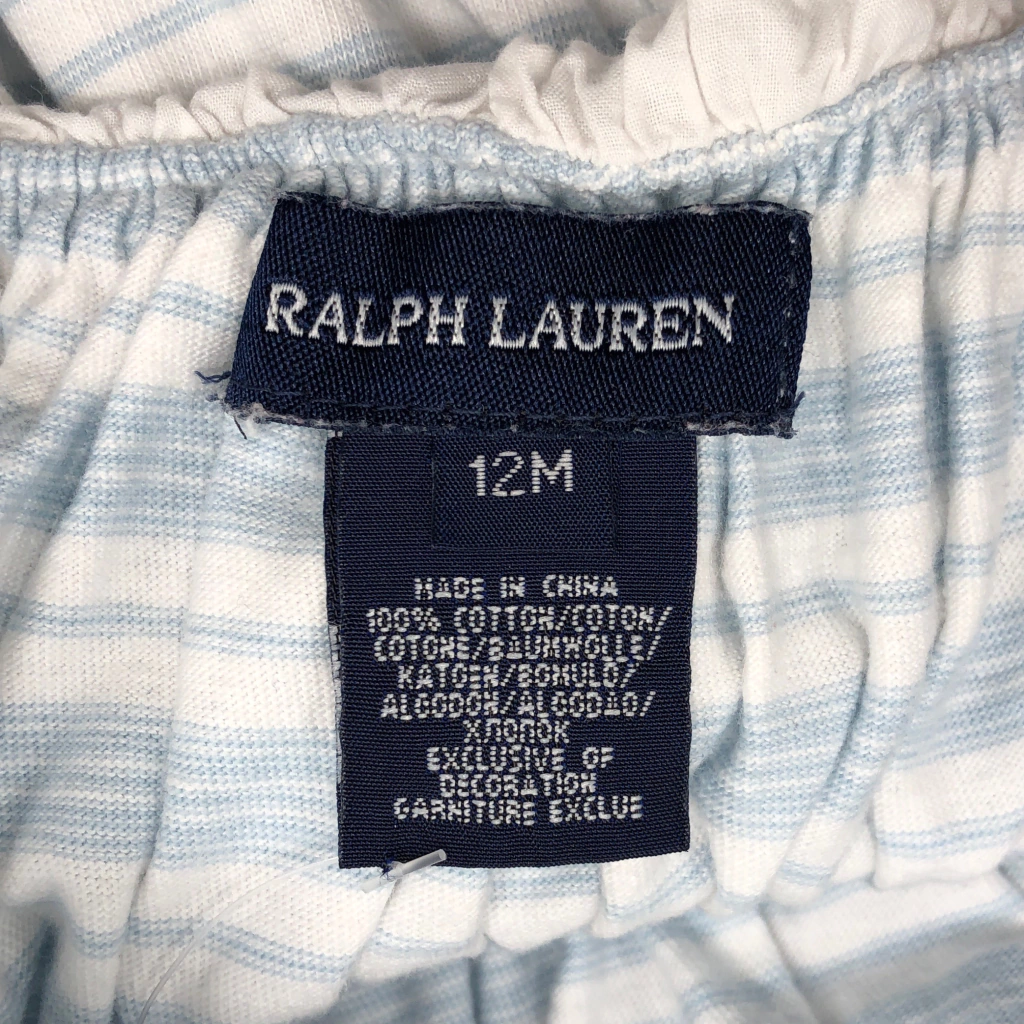 RALPH LAUREN
12M
MADE IN CHINA
100% COTTON/COTON/
COTONE/BAUMWOLLE/
KATOEN/BOMULD/
ALGODON/ALGODAO/
ХЛОПОК
EXCLUSIVE OF
DECORATION
GARNITURE EXCLUE